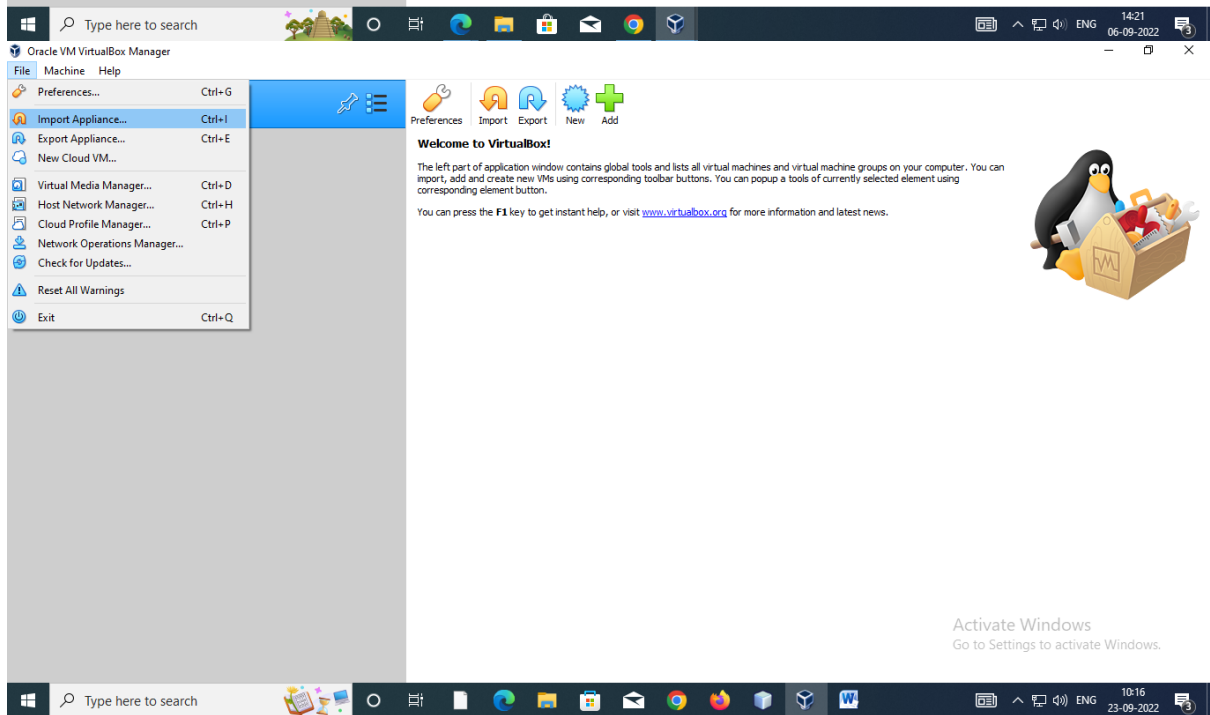 Type here to search
ENG
14:21
06-09-2022
3
Oracle VM VirtualBox Manager
File Machine Help
Preferences... Ctrl+G
Import Appliance... Ctrl+I
Export Appliance... Ctrl+E
New Cloud VM...
Virtual Media Manager... Ctrl+D
Host Network Manager... Ctrl+H
Cloud Profile Manager... Ctrl+P
Network Operations Manager...
Check for Updates...
Reset All Warnings
Exit Ctrl+Q
Preferences Import Export New Add
Welcome to VirtualBox!
The left part of application window contains global tools and lists all virtual machines and virtual machine groups on your computer. You can
import, add and create new VMs using corresponding toolbar buttons. You can popup a tools of currently selected element using
corresponding element button.
You can press the F1 key to get instant help, or visit www.virtualbox.org for more information and latest news.
Activate Windows
Go to Settings to activate Windows.
Type here to search
W
ENG
10:16
23-09-2022
3